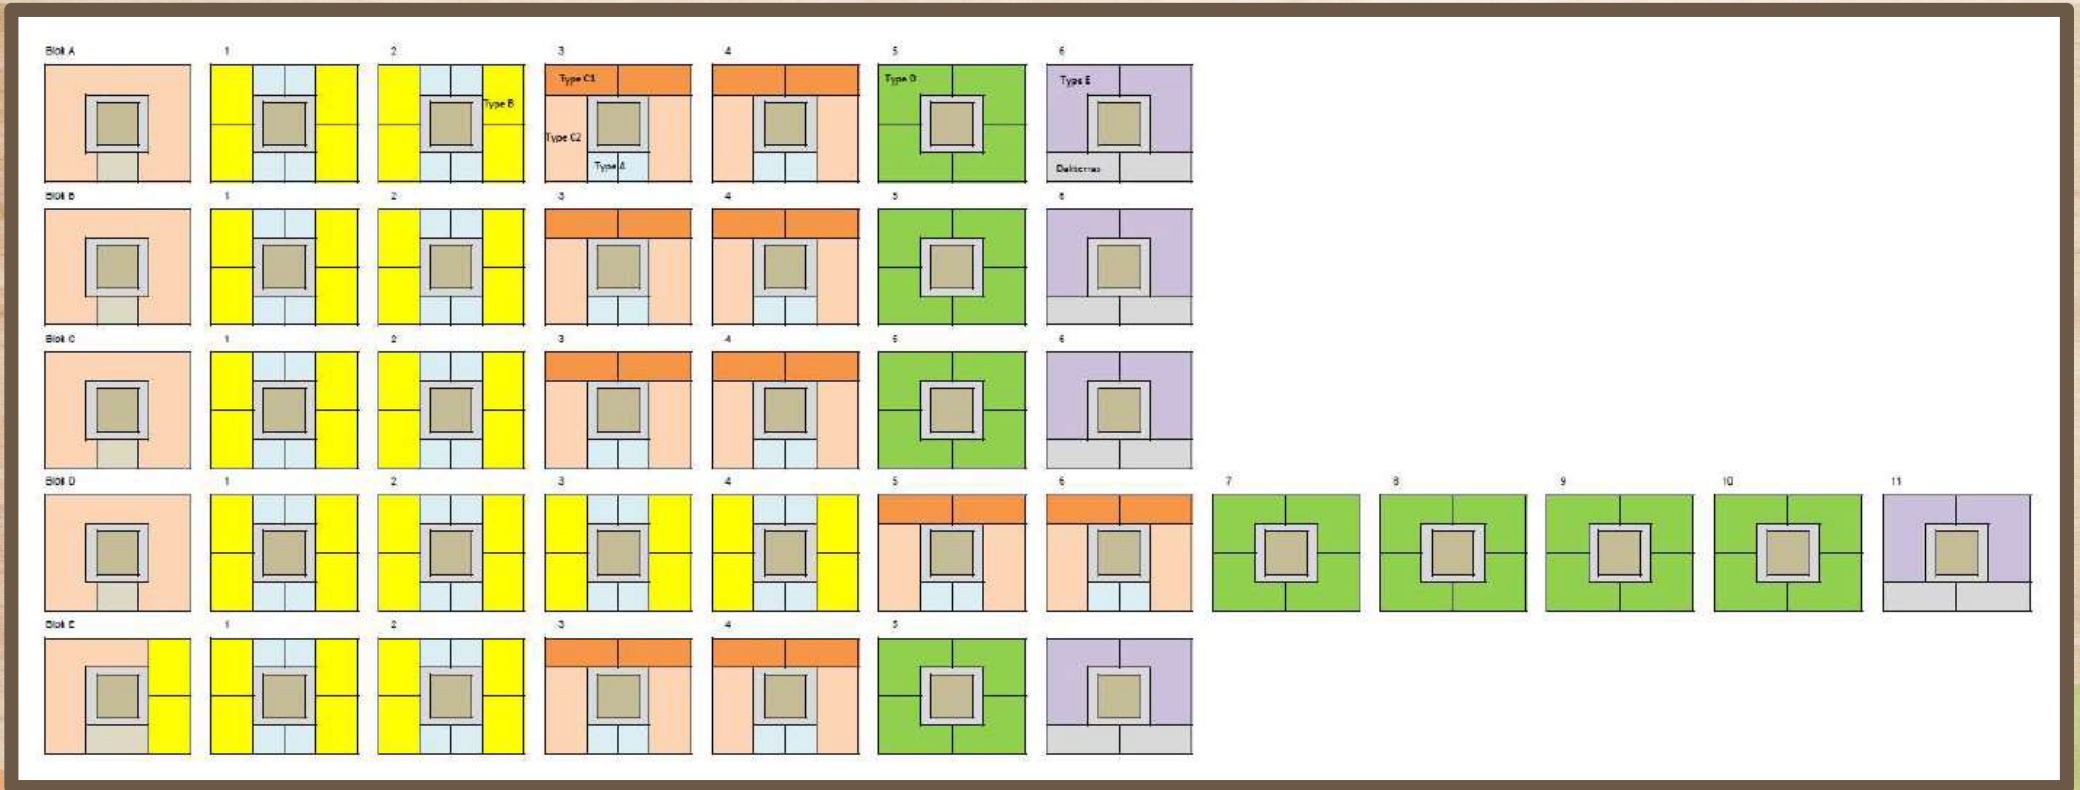 Blok A 1 2 3 4 5 6
Type C1 Type D Type E
Type B
Type C2
Type A Dakterras
Blok B 1 2 3 4 5 6
Blok C 1 2 3 4 5 6
Blok D 1 2 3 4 5 6 7 8 9 10 11
Blok E 1 2 3 4 5